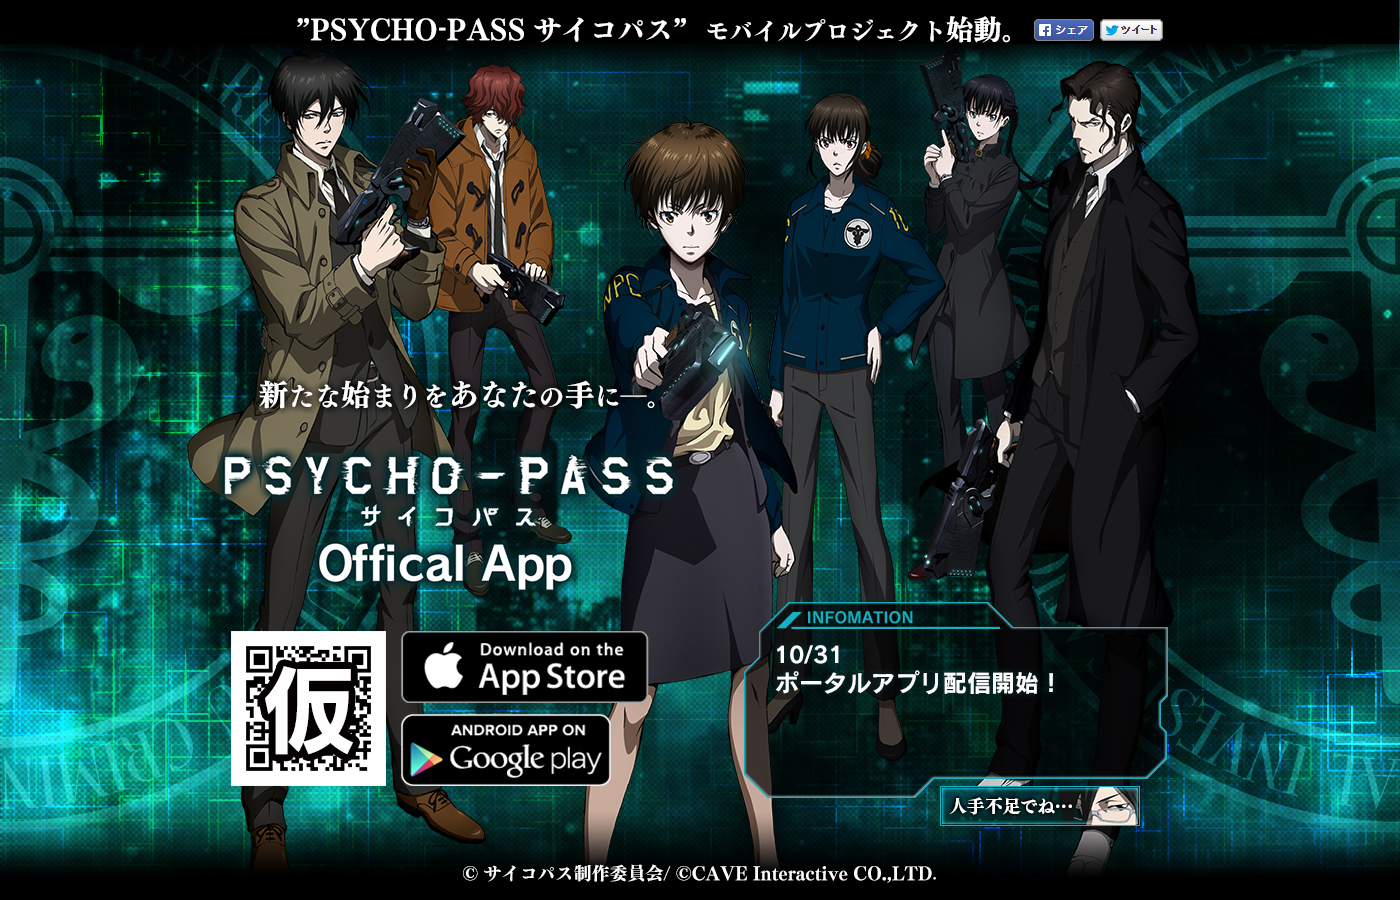 ”PSYCHO-PASS サイコパス” モバイルプロジェクト始動。
シェア
ツイート
新たな始まりをあなたの手に―。
PSYCHO-PASS
サイコパス
Offical App
仮
Download on the
App Store
ANDROID APP ON
Google play
INFOMATION
10/31
ポータルアプリ配信開始！
人手不足でね…
© サイコパス制作委員会/ ©CAVE Interactive CO.,LTD.